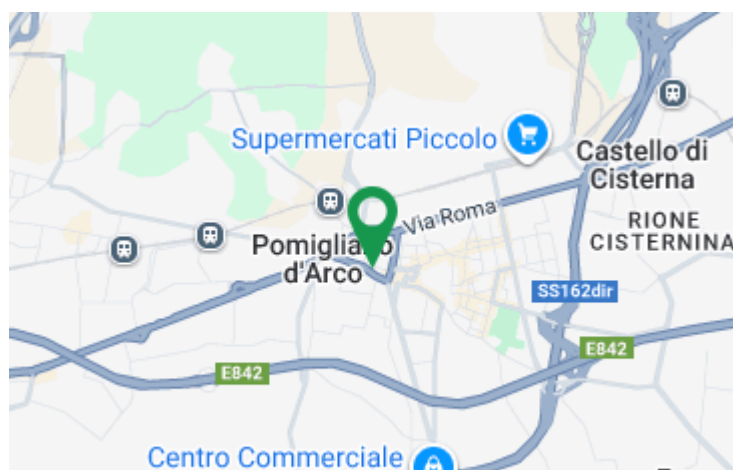 Supermercati Piccolo
Castello di
Cisterna
Via Roma
RIONE
CISTERNINA
Pomigliano
d'Arco
SS162dir
E842
E842
Centro Commerciale